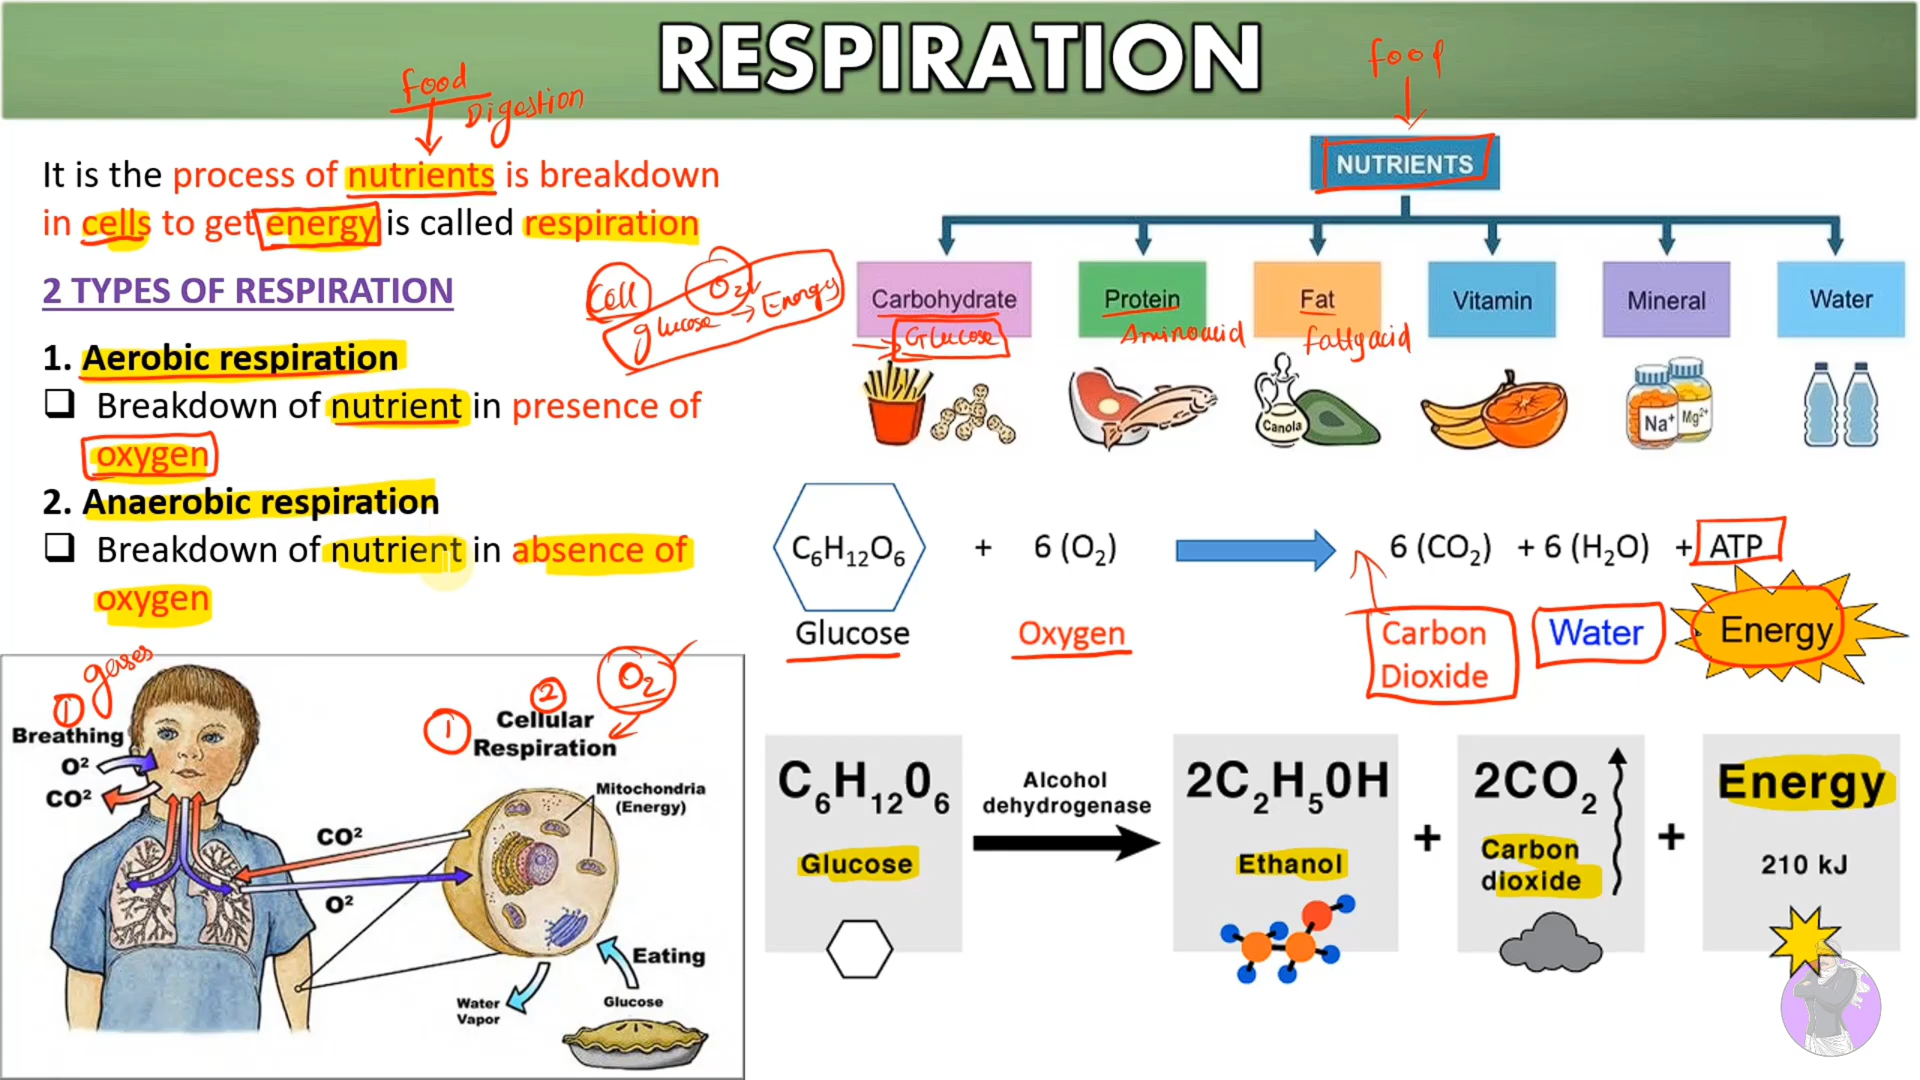 RESPIRATION
food
Digestion
It is the process of nutrients is breakdown
in cells to get energy is called respiration
2 TYPES OF RESPIRATION
Cell O2
glucose → Energy
1. Aerobic respiration
Breakdown of nutrient in presence of
oxygen
2. Anaerobic respiration
Breakdown of nutrient in absence of
oxygen
food
NUTRIENTS
Carbohydrate Protein Fat Vitamin Mineral Water
Glucose Aminoacid Fattyacid
Canola Na+ Mg2+
C6H12O6 + 6 (O2) 6 (CO2) + 6 (H2O) + ATP
Glucose Oxygen Carbon Dioxide Water Energy
1 gases
Breathing
O2
CO2
1 2 O2
Cellular
Respiration
Mitochondria
(Energy)
CO2
O2
Eating
Water
Vapor
Glucose
C6H1206 Alcohol dehydrogenase 2C2H50H + 2CO2 + Energy
Glucose Ethanol Carbon dioxide 210 kJ